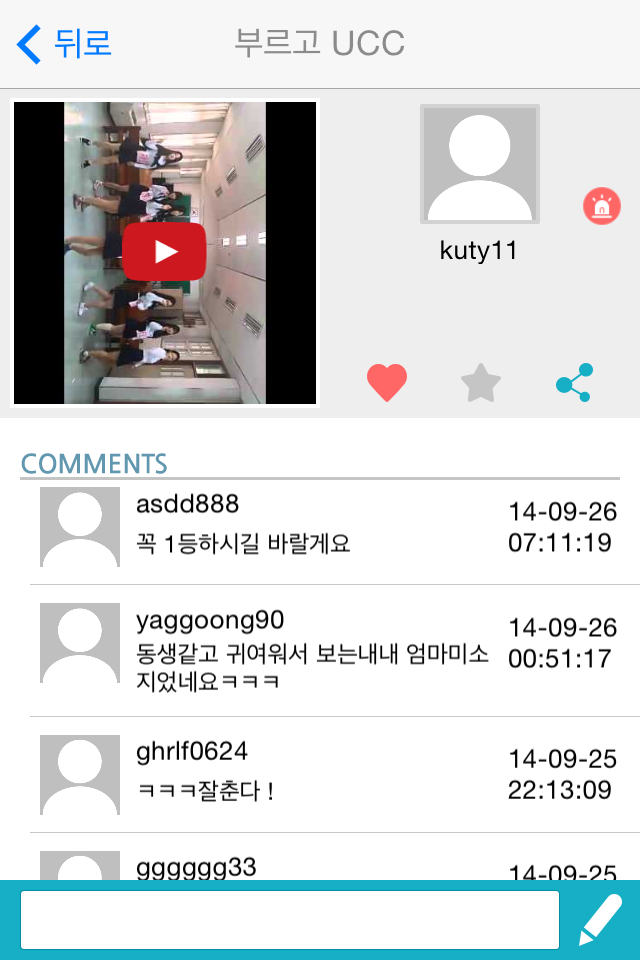 뒤로
부르고 UCC
kuty11
COMMENTS
asdd888
14-09-26
꼭 1등하시길 바랄게요
07:11:19
yaggoong90
14-09-26
동생같고 귀여워서 보는내내 엄마미소
00:51:17
지었네요ㅋㅋㅋ
ghrlf0624
14-09-25
ㅋㅋㅋ잘춘다 !
22:13:09
gggggg33
14-09-25